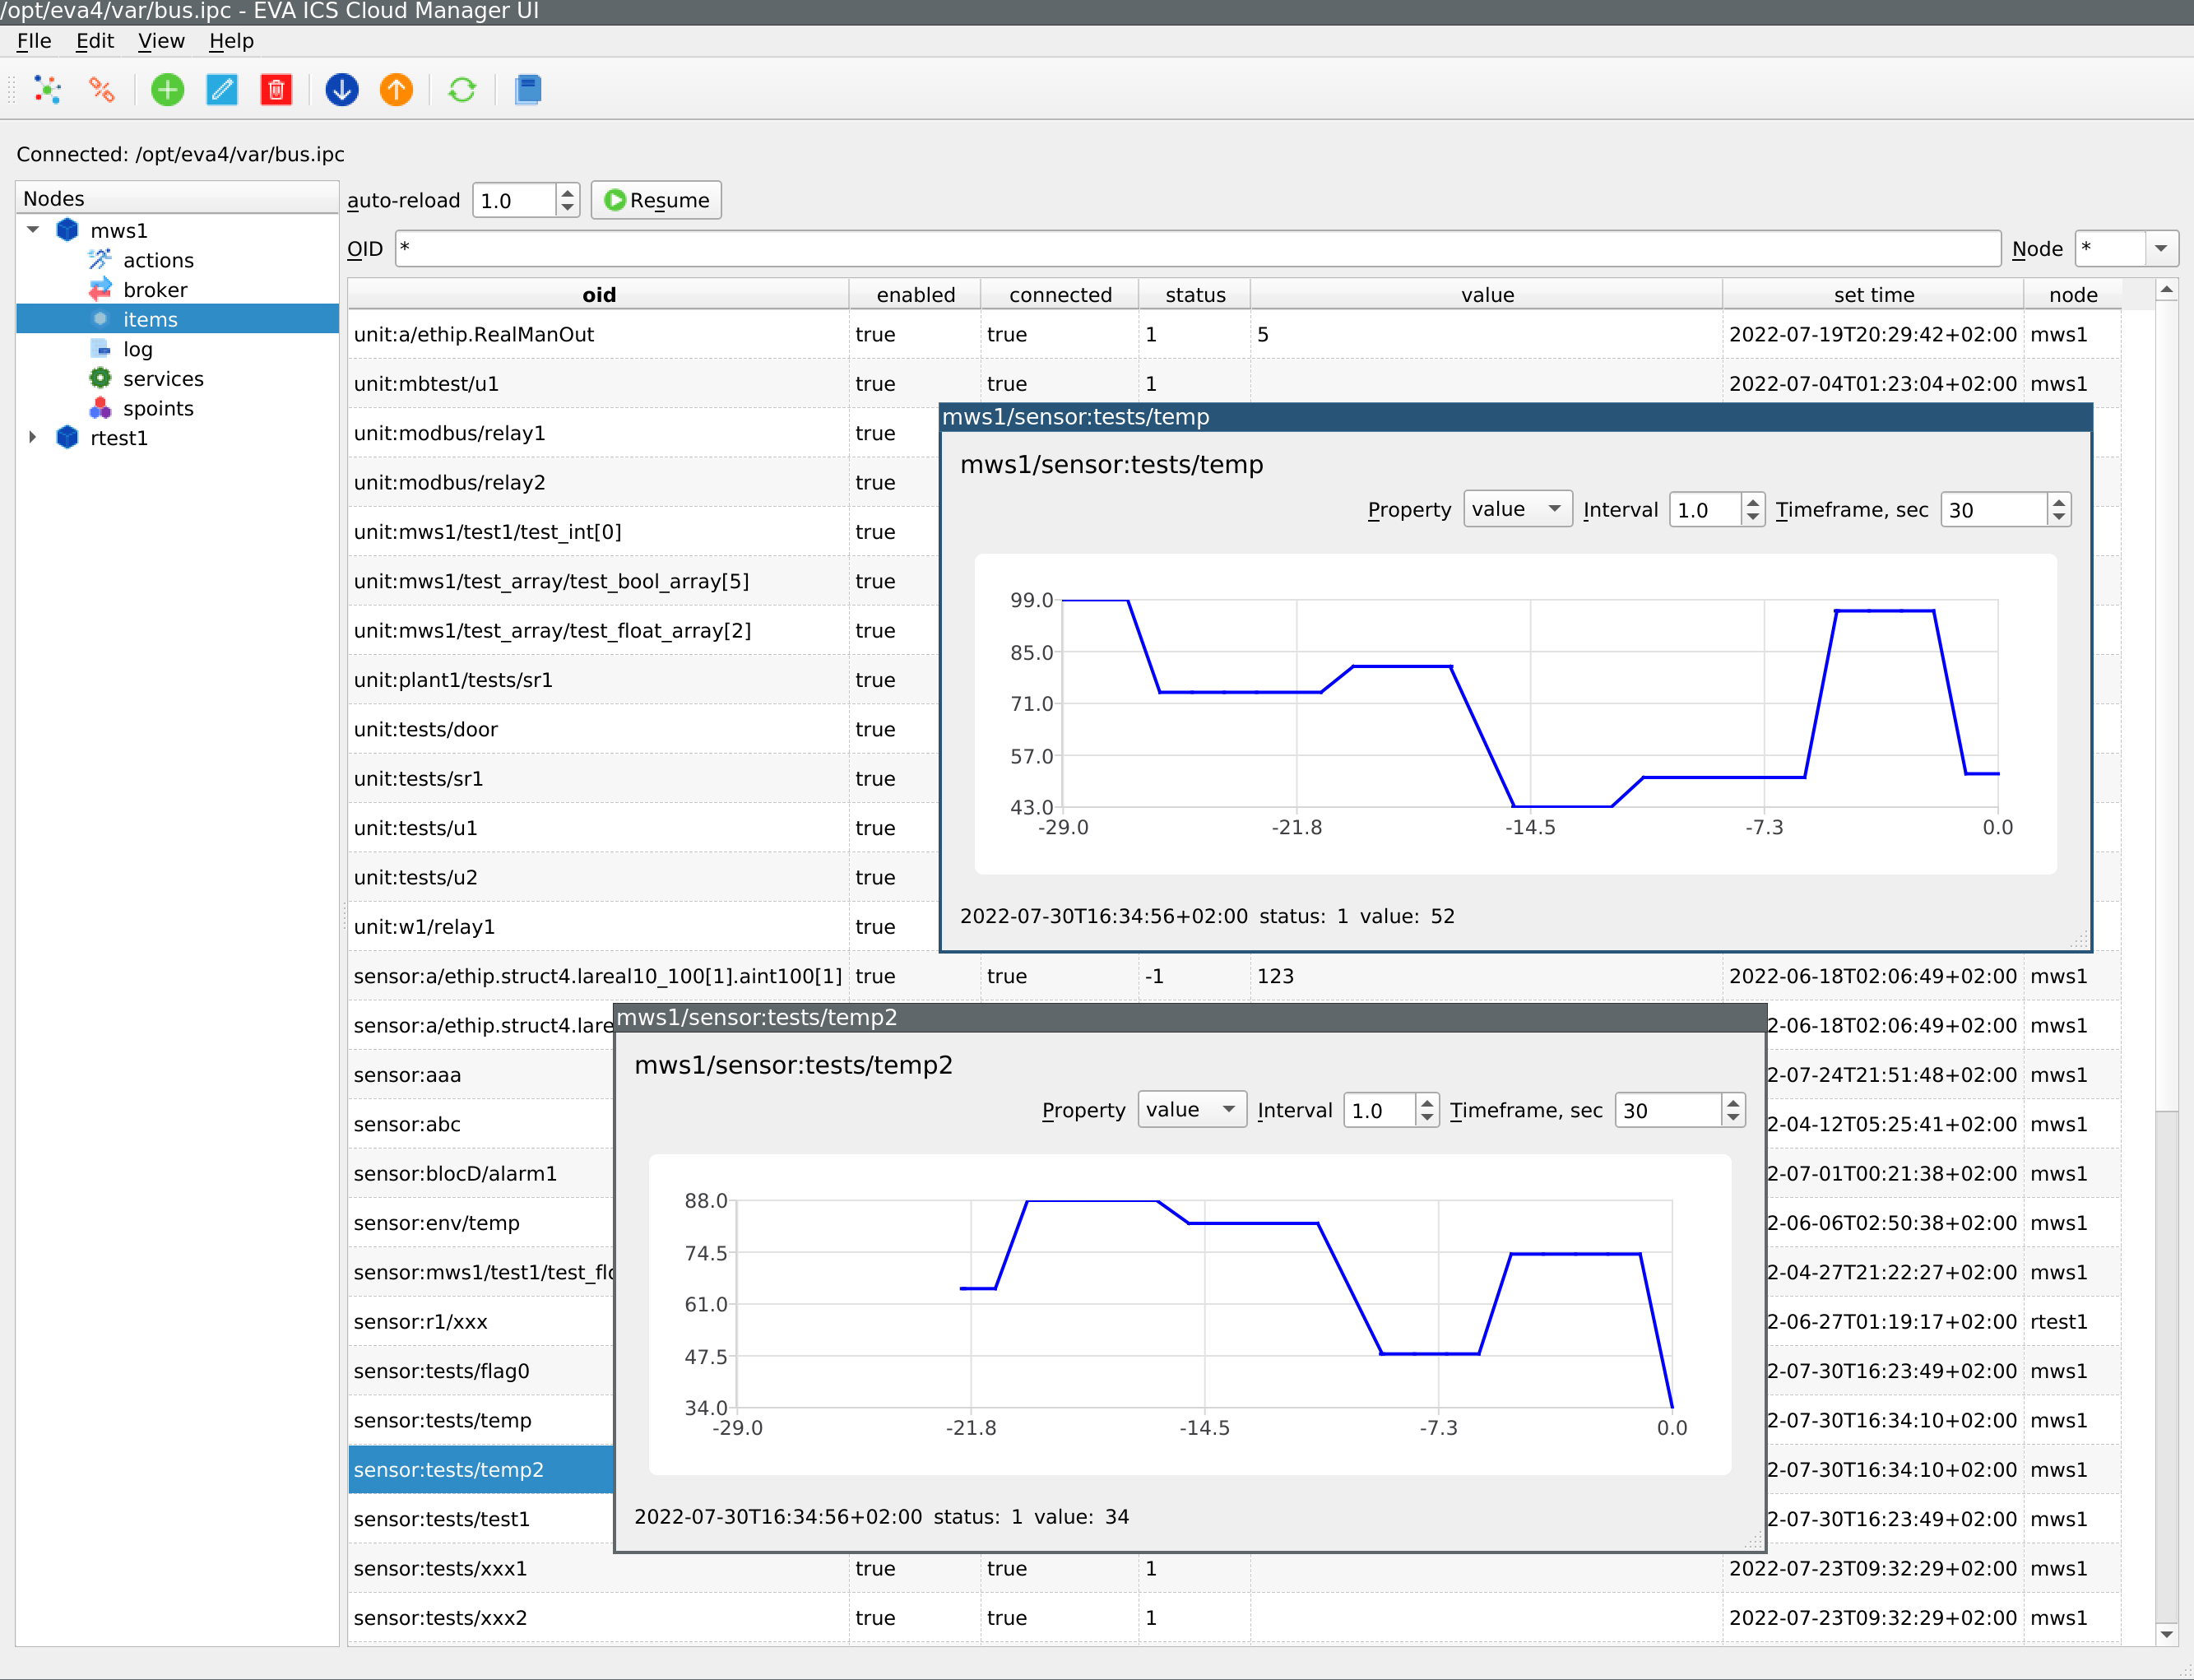 /opt/eva4/var/bus.ipc - EVA ICS Cloud Manager UI
FIle Edit View Help
Connected: /opt/eva4/var/bus.ipc
Nodes
mws1
actions
broker
items
log
services
spoints
rtest1
auto-reload 1.0 Resume
OID * Node *
oid enabled connected status value set time node
unit:a/ethip.RealManOut true true 1 5 2022-07-19T20:29:42+02:00 mws1
unit:mbtest/u1 true true 1 2022-07-04T01:23:04+02:00 mws1
unit:modbus/relay1 true
unit:modbus/relay2 true
unit:mws1/test1/test_int[0] true
unit:mws1/test_array/test_bool_array[5] true
unit:mws1/test_array/test_float_array[2] true
unit:plant1/tests/sr1 true
unit:tests/door true
unit:tests/sr1 true
unit:tests/u1 true
unit:tests/u2 true
unit:w1/relay1 true
sensor:a/ethip.struct4.lareal10_100[1].aint100[1] true true -1 123 2022-06-18T02:06:49+02:00 mws1
sensor:a/ethip.struct4.lare 2-06-18T02:06:49+02:00 mws1
sensor:aaa 2-07-24T21:51:48+02:00 mws1
sensor:abc 2-04-12T05:25:41+02:00 mws1
sensor:blocD/alarm1 2-07-01T00:21:38+02:00 mws1
sensor:env/temp 2-06-06T02:50:38+02:00 mws1
sensor:mws1/test1/test_flo 2-04-27T21:22:27+02:00 mws1
sensor:r1/xxx 2-06-27T01:19:17+02:00 rtest1
sensor:tests/flag0 2-07-30T16:23:49+02:00 mws1
sensor:tests/temp 2-07-30T16:34:10+02:00 mws1
sensor:tests/temp2 2-07-30T16:34:10+02:00 mws1
sensor:tests/test1 2-07-30T16:23:49+02:00 mws1
sensor:tests/xxx1 true true 1 2022-07-23T09:32:29+02:00 mws1
sensor:tests/xxx2 true true 1 2022-07-23T09:32:29+02:00 mws1
mws1/sensor:tests/temp
mws1/sensor:tests/temp
Property value Interval 1.0 Timeframe, sec 30
99.0
85.0
71.0
57.0
43.0
-29.0 -21.8 -14.5 -7.3 0.0
2022-07-30T16:34:56+02:00 status: 1 value: 52
mws1/sensor:tests/temp2
mws1/sensor:tests/temp2
Property value Interval 1.0 Timeframe, sec 30
88.0
74.5
61.0
47.5
34.0
-29.0 -21.8 -14.5 -7.3 0.0
2022-07-30T16:34:56+02:00 status: 1 value: 34